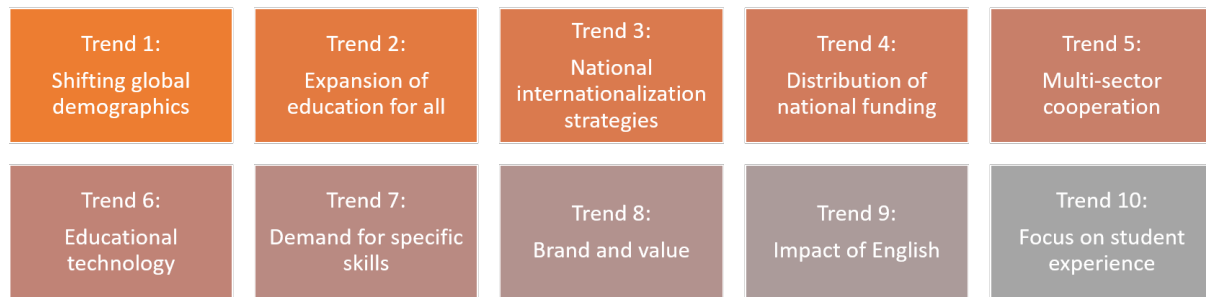 Trend 1:
Shifting global
demographics
Trend 2:
Expansion of
education for all
Trend 3:
National
internationalization
strategies
Trend 4:
Distribution of
national funding
Trend 5:
Multi-sector
cooperation
Trend 6:
Educational
technology
Trend 7:
Demand for specific
skills
Trend 8:
Brand and value
Trend 9:
Impact of English
Trend 10:
Focus on student
experience